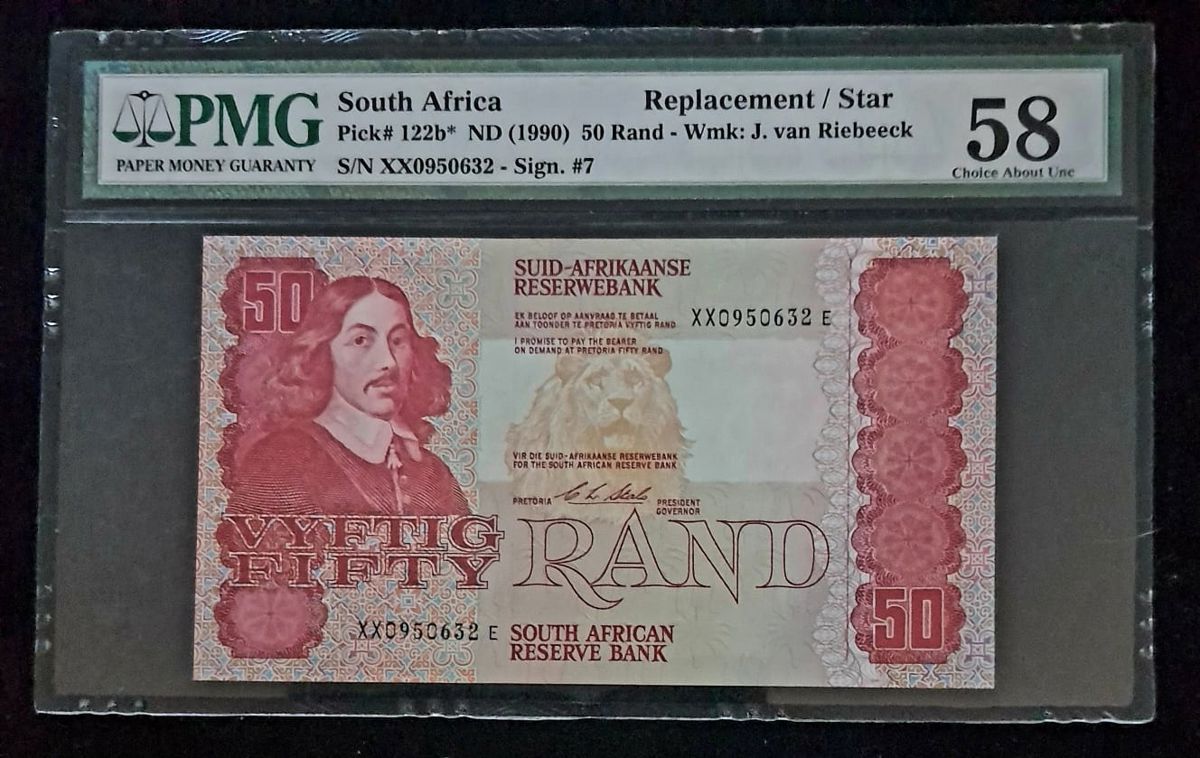 PMG
PAPER MONEY GUARANTY
South Africa Replacement / Star
Pick# 122b* ND (1990) 50 Rand - Wmk: J. van Riebeeck
S/N XX0950632 - Sign. #7
58
Choice About Unc
50
SUID-AFRIKAANSE
RESERWEBANK
EK BELOOF OP AANVRAAG TE BETAAL
AAN TOONDER TE PRETORIA VYFTIG RAND
XX0950632 E
I PROMISE TO PAY THE BEARER
ON DEMAND AT PRETORIA FIFTY RAND
VIR DIE SUID-AFRIKAANSE RESERWEBANK
FOR THE SOUTH AFRICAN RESERVE BANK
PRETORIA
PRESIDENT
GOVERNOR
VYFTIG
FIFTY
RAND
50
XX0950632 E
SOUTH AFRICAN
RESERVE BANK